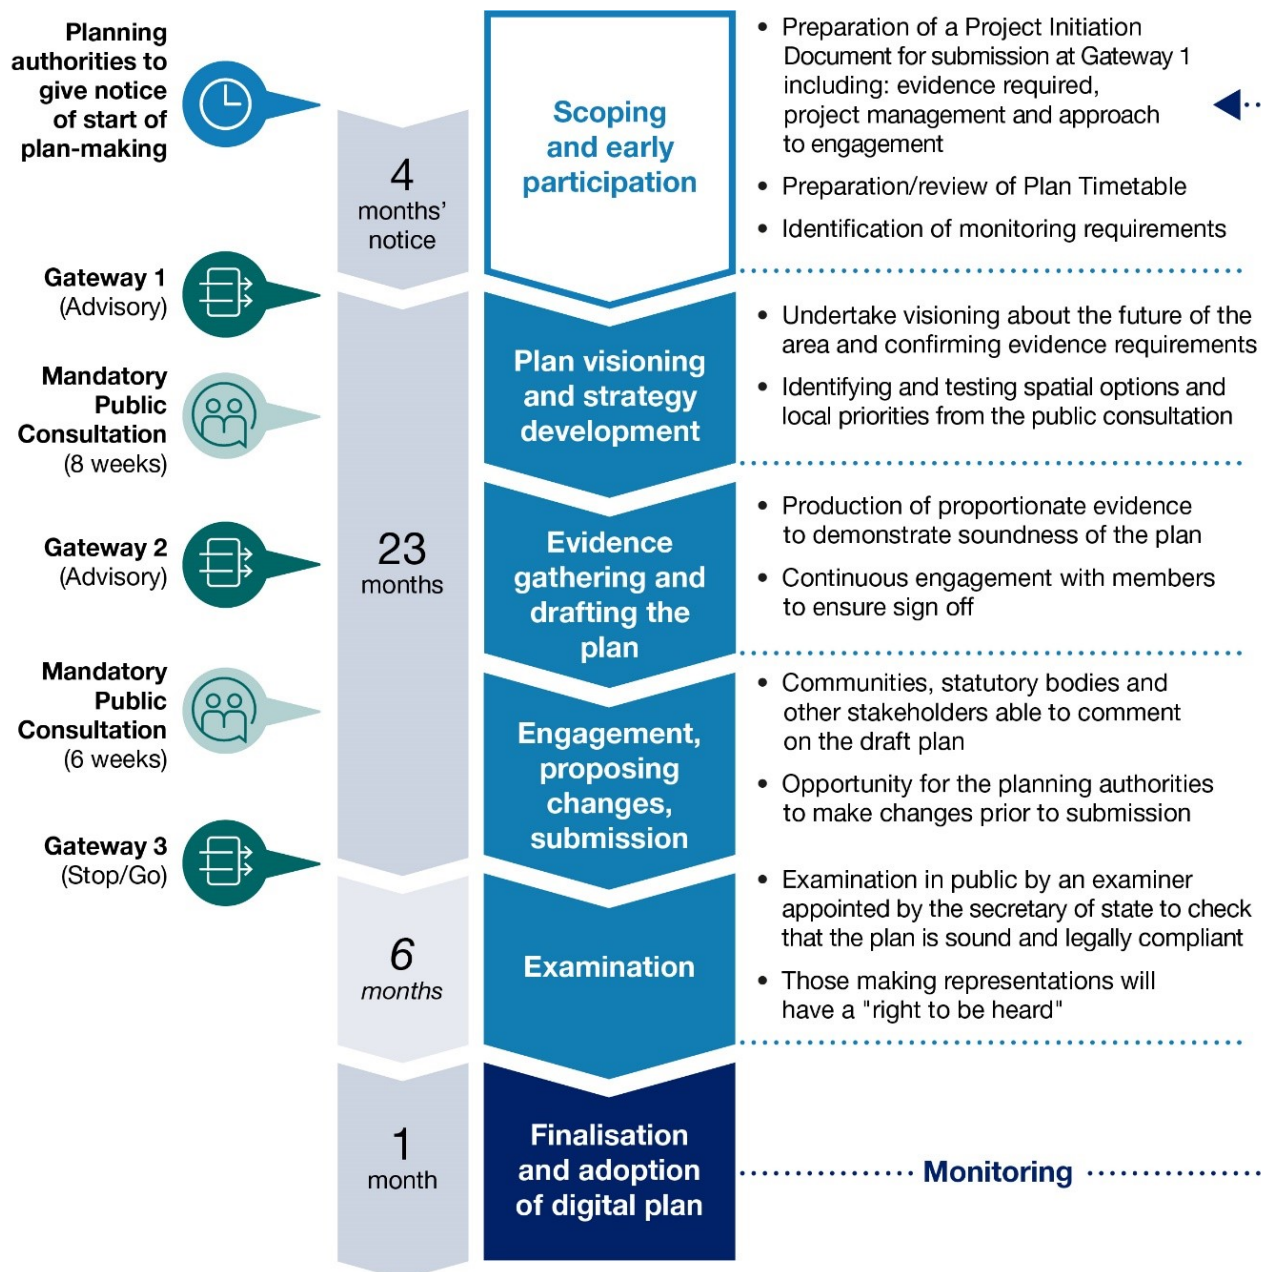 Planning
authorities to
give notice
of start of
plan-making
Gateway 1
(Advisory)
Mandatory
Public
Consultation
(8 weeks)
Gateway 2
(Advisory)
Mandatory
Public
Consultation
(6 weeks)
Gateway 3
(Stop/Go)
4
months'
notice
23
months
6
months
1
month
Scoping
and early
participation
Plan visioning
and strategy
development
Evidence
gathering and
drafting the
plan
Engagement,
proposing
changes,
submission
Examination
Finalisation
and adoption
of digital plan
• Preparation of a Project Initiation
Document for submission at Gateway 1
including: evidence required,
project management and approach
to engagement
• Preparation/review of Plan Timetable
• Identification of monitoring requirements
• Undertake visioning about the future of the
area and confirming evidence requirements
• Identifying and testing spatial options and
local priorities from the public consultation
• Production of proportionate evidence
to demonstrate soundness of the plan
• Continuous engagement with members
to ensure sign off
• Communities, statutory bodies and
other stakeholders able to comment
on the draft plan
• Opportunity for the planning authorities
to make changes prior to submission
• Examination in public by an examiner
appointed by the secretary of state to check
that the plan is sound and legally compliant
• Those making representations will
have a "right to be heard"
Monitoring